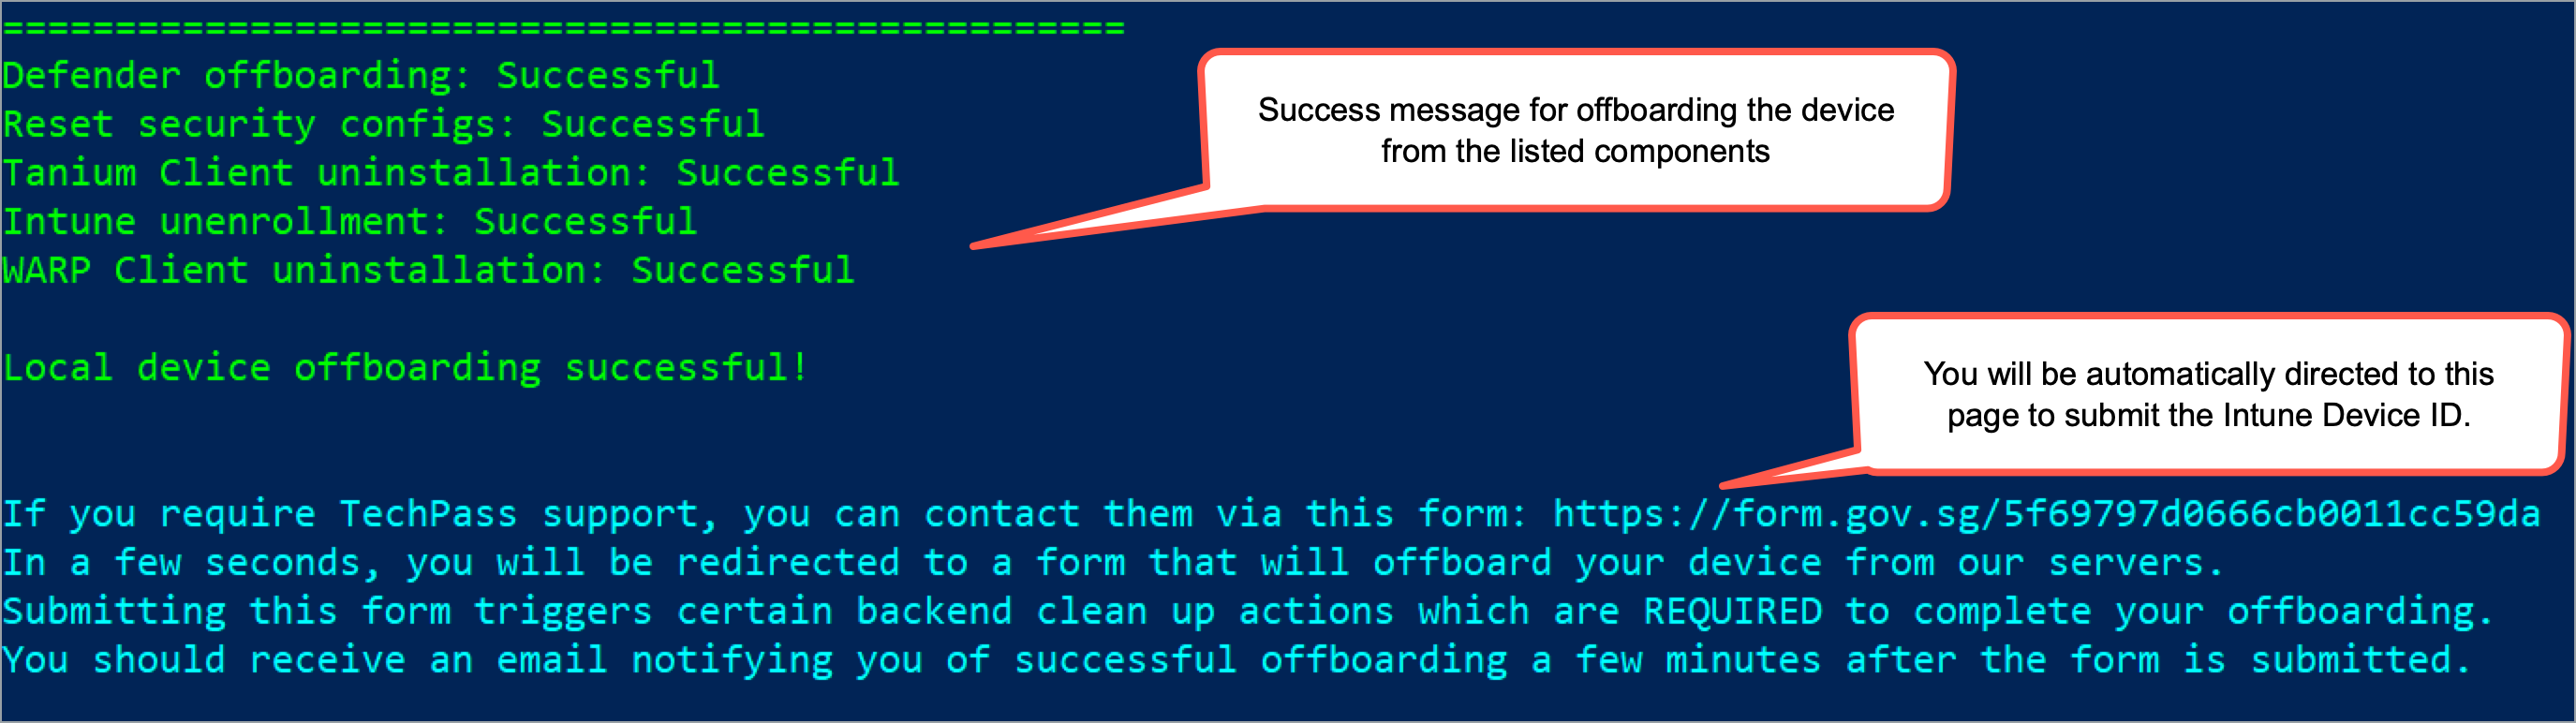 ==================================================
Defender offboarding: Successful
Reset security configs: Successful
Tanium Client uninstallation: Successful
Intune unenrollment: Successful
WARP Client uninstallation: Successful
Success message for offboarding the device
from the listed components
Local device offboarding successful!
You will be automatically directed to this
page to submit the Intune Device ID.
If you require TechPass support, you can contact them via this form: https://form.gov.sg/5f69797d0666cb0011cc59da
In a few seconds, you will be redirected to a form that will offboard your device from our servers.
Submitting this form triggers certain backend clean up actions which are REQUIRED to complete your offboarding.
You should receive an email notifying you of successful offboarding a few minutes after the form is submitted.